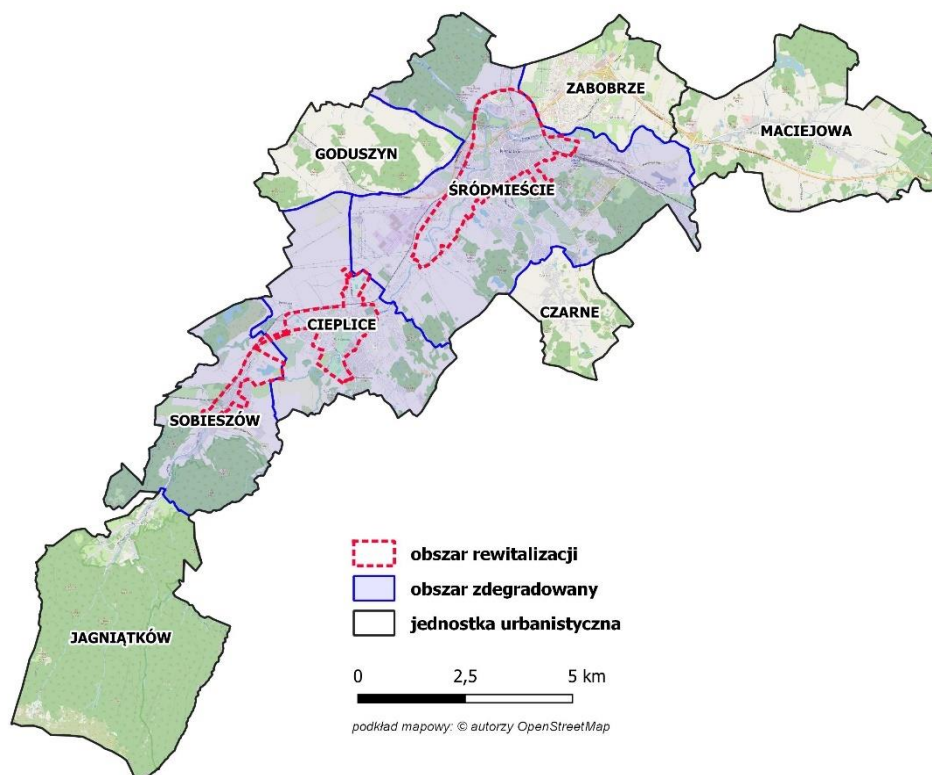 ZABOBRZE
MACIEJOWA
GODUSZYN
ŚRÓDMIEŚCIE
CZARNE
CIEPLICE
SOBIESZÓW
JAGNIĄTKÓW
obszar rewitalizacji
obszar zdegradowany
jednostka urbanistyczna
0 2,5 5 km
podkład mapowy: © autorzy OpenStreetMap